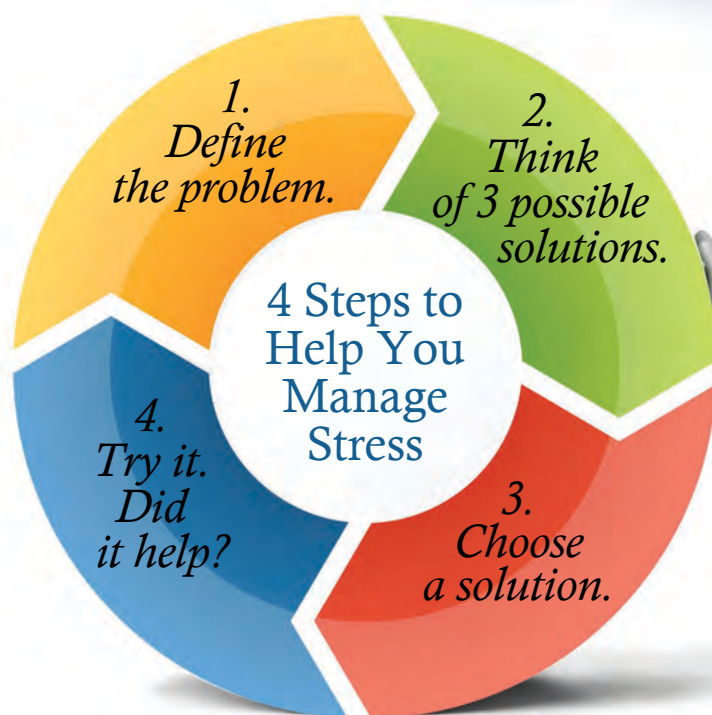 1.
Define
the problem.
2.
Think
of 3 possible
solutions.
4 Steps to
Help You
Manage
Stress
3.
Choose
a solution.
4.
Try it.
Did
it help?